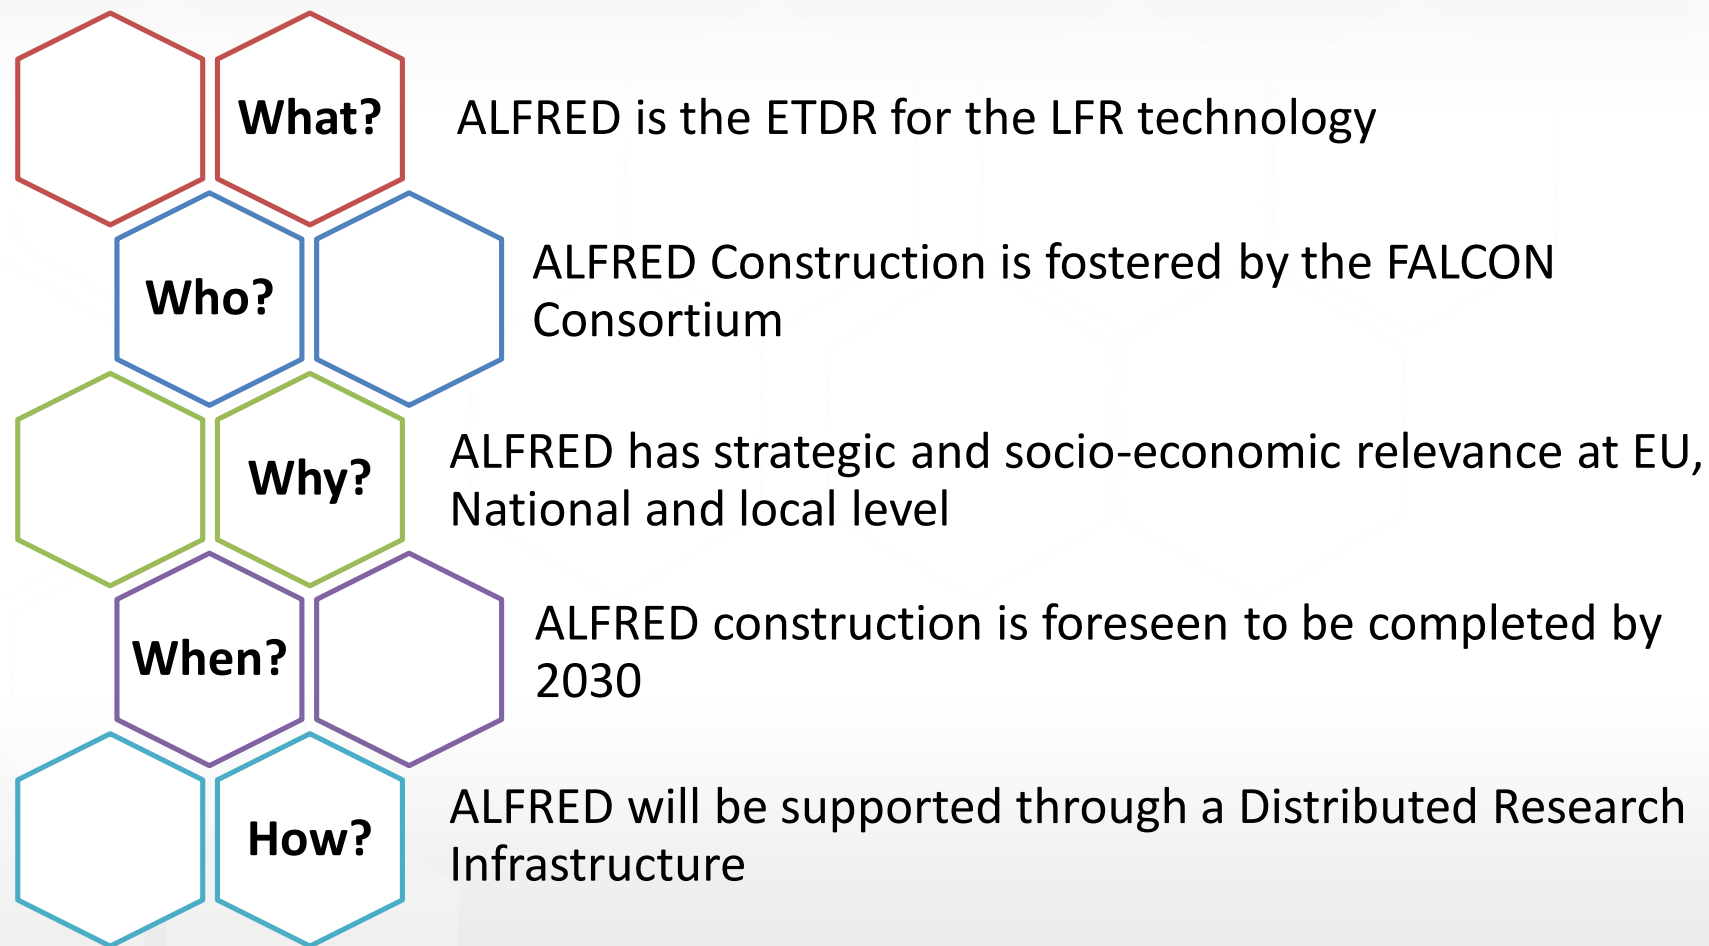 What?
ALFRED is the ETDR for the LFR technology
Who?
ALFRED Construction is fostered by the FALCON
Consortium
Why?
ALFRED has strategic and socio-economic relevance at EU,
National and local level
When?
ALFRED construction is foreseen to be completed by
2030
How?
ALFRED will be supported through a Distributed Research
Infrastructure